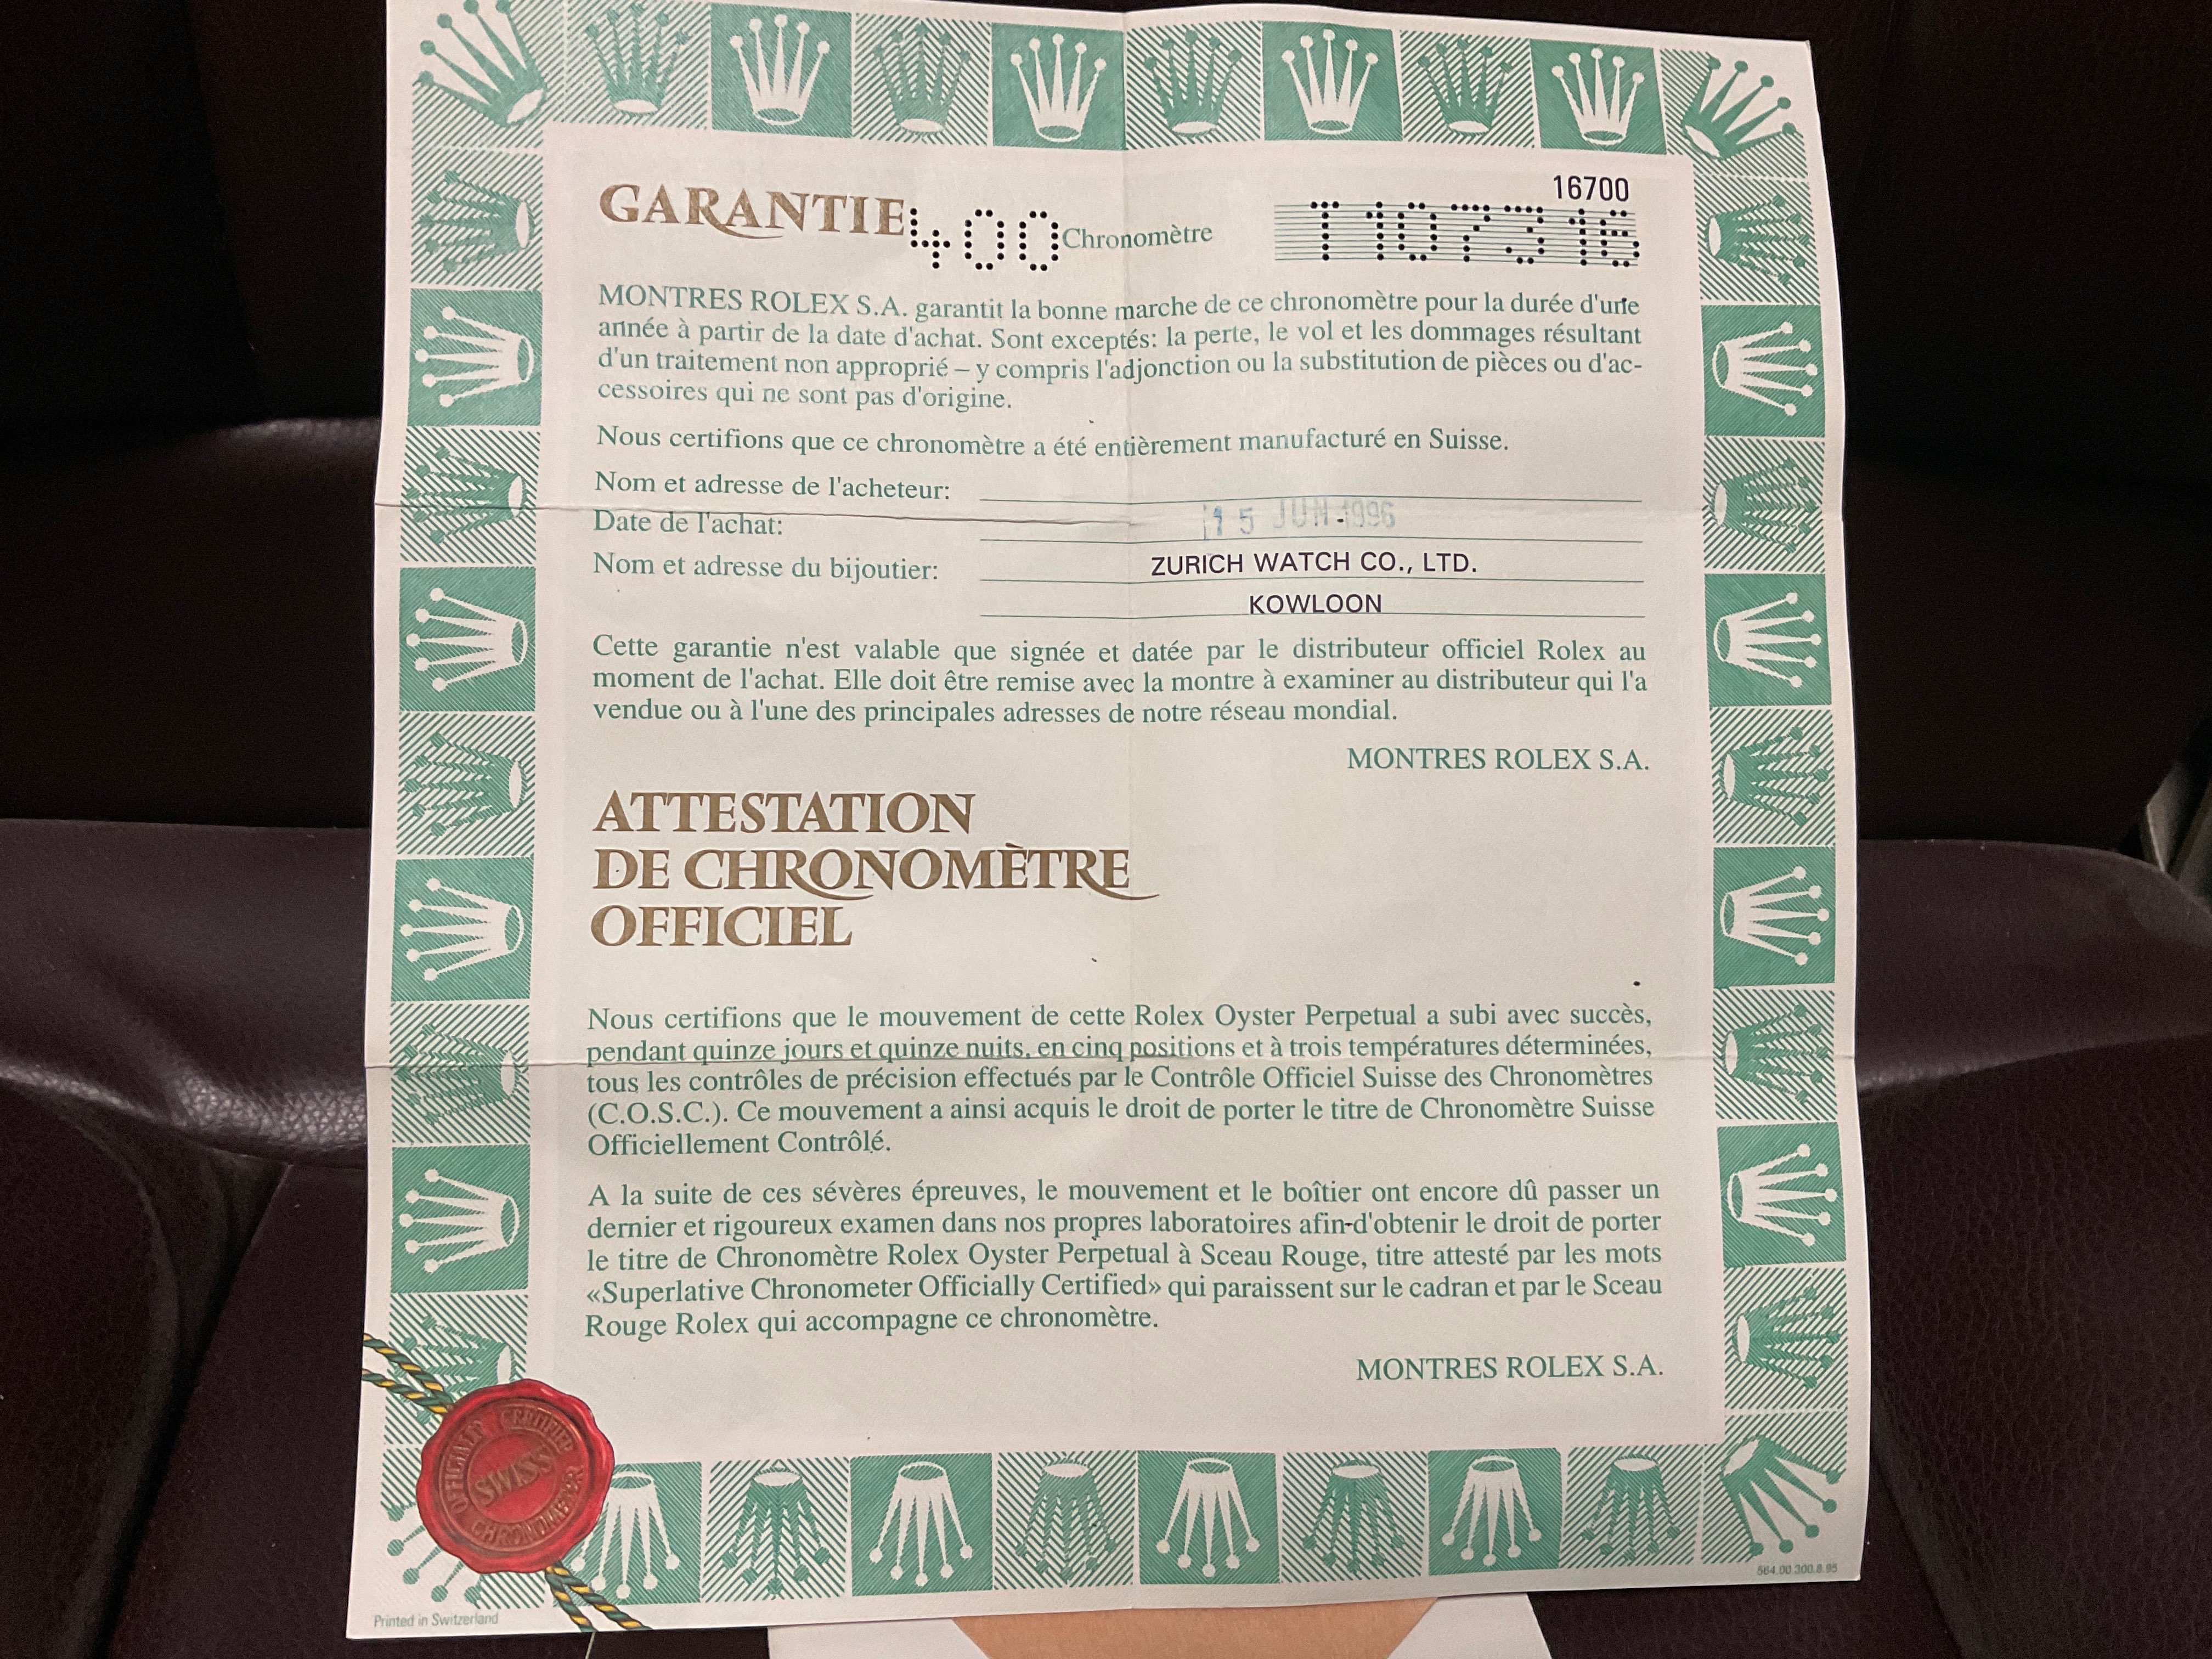 16700
GARANTIE 400 Chronomètre T107316
MONTRES ROLEX S.A. garantit la bonne marche de ce chronomètre pour la durée d'une
année à partir de la date d'achat. Sont exceptés: la perte, le vol et les dommages résultant
d'un traitement non approprié – y compris l'adjonction ou la substitution de pièces ou d'ac-
cessoires qui ne sont pas d'origine.
Nous certifions que ce chronomètre a été entièrement manufacturé en Suisse.
Nom et adresse de l'acheteur:
Date de l'achat: 15 JUN 1996
Nom et adresse du bijoutier: ZURICH WATCH CO., LTD.
KOWLOON
Cette garantie n'est valable que signée et datée par le distributeur officiel Rolex au
moment de l'achat. Elle doit être remise avec la montre à examiner au distributeur qui l'a
vendue ou à l'une des principales adresses de notre réseau mondial.
MONTRES ROLEX S.A.
ATTESTATION
DE CHRONOMÈTRE
OFFICIEL
Nous certifions que le mouvement de cette Rolex Oyster Perpetual a subi avec succès,
pendant quinze jours et quinze nuits, en cinq positions et à trois températures déterminées,
tous les contrôles de précision effectués par le Contrôle Officiel Suisse des Chronomètres
(C.O.S.C.). Ce mouvement a ainsi acquis le droit de porter le titre de Chronomètre Suisse
Officiellement Contrôlé.
A la suite de ces sévères épreuves, le mouvement et le boîtier ont encore dû passer un
dernier et rigoureux examen dans nos propres laboratoires afin d'obtenir le droit de porter
le titre de Chronomètre Rolex Oyster Perpetual à Sceau Rouge, titre attesté par les mots
«Superlative Chronometer Officially Certified» qui paraissent sur le cadran et par le Sceau
Rouge Rolex qui accompagne ce chronomètre.
MONTRES ROLEX S.A.
OFFICIALLY CERTIFIED
SWISS
CHRONOMETER
564.00.300.8.95
Printed in Switzerland